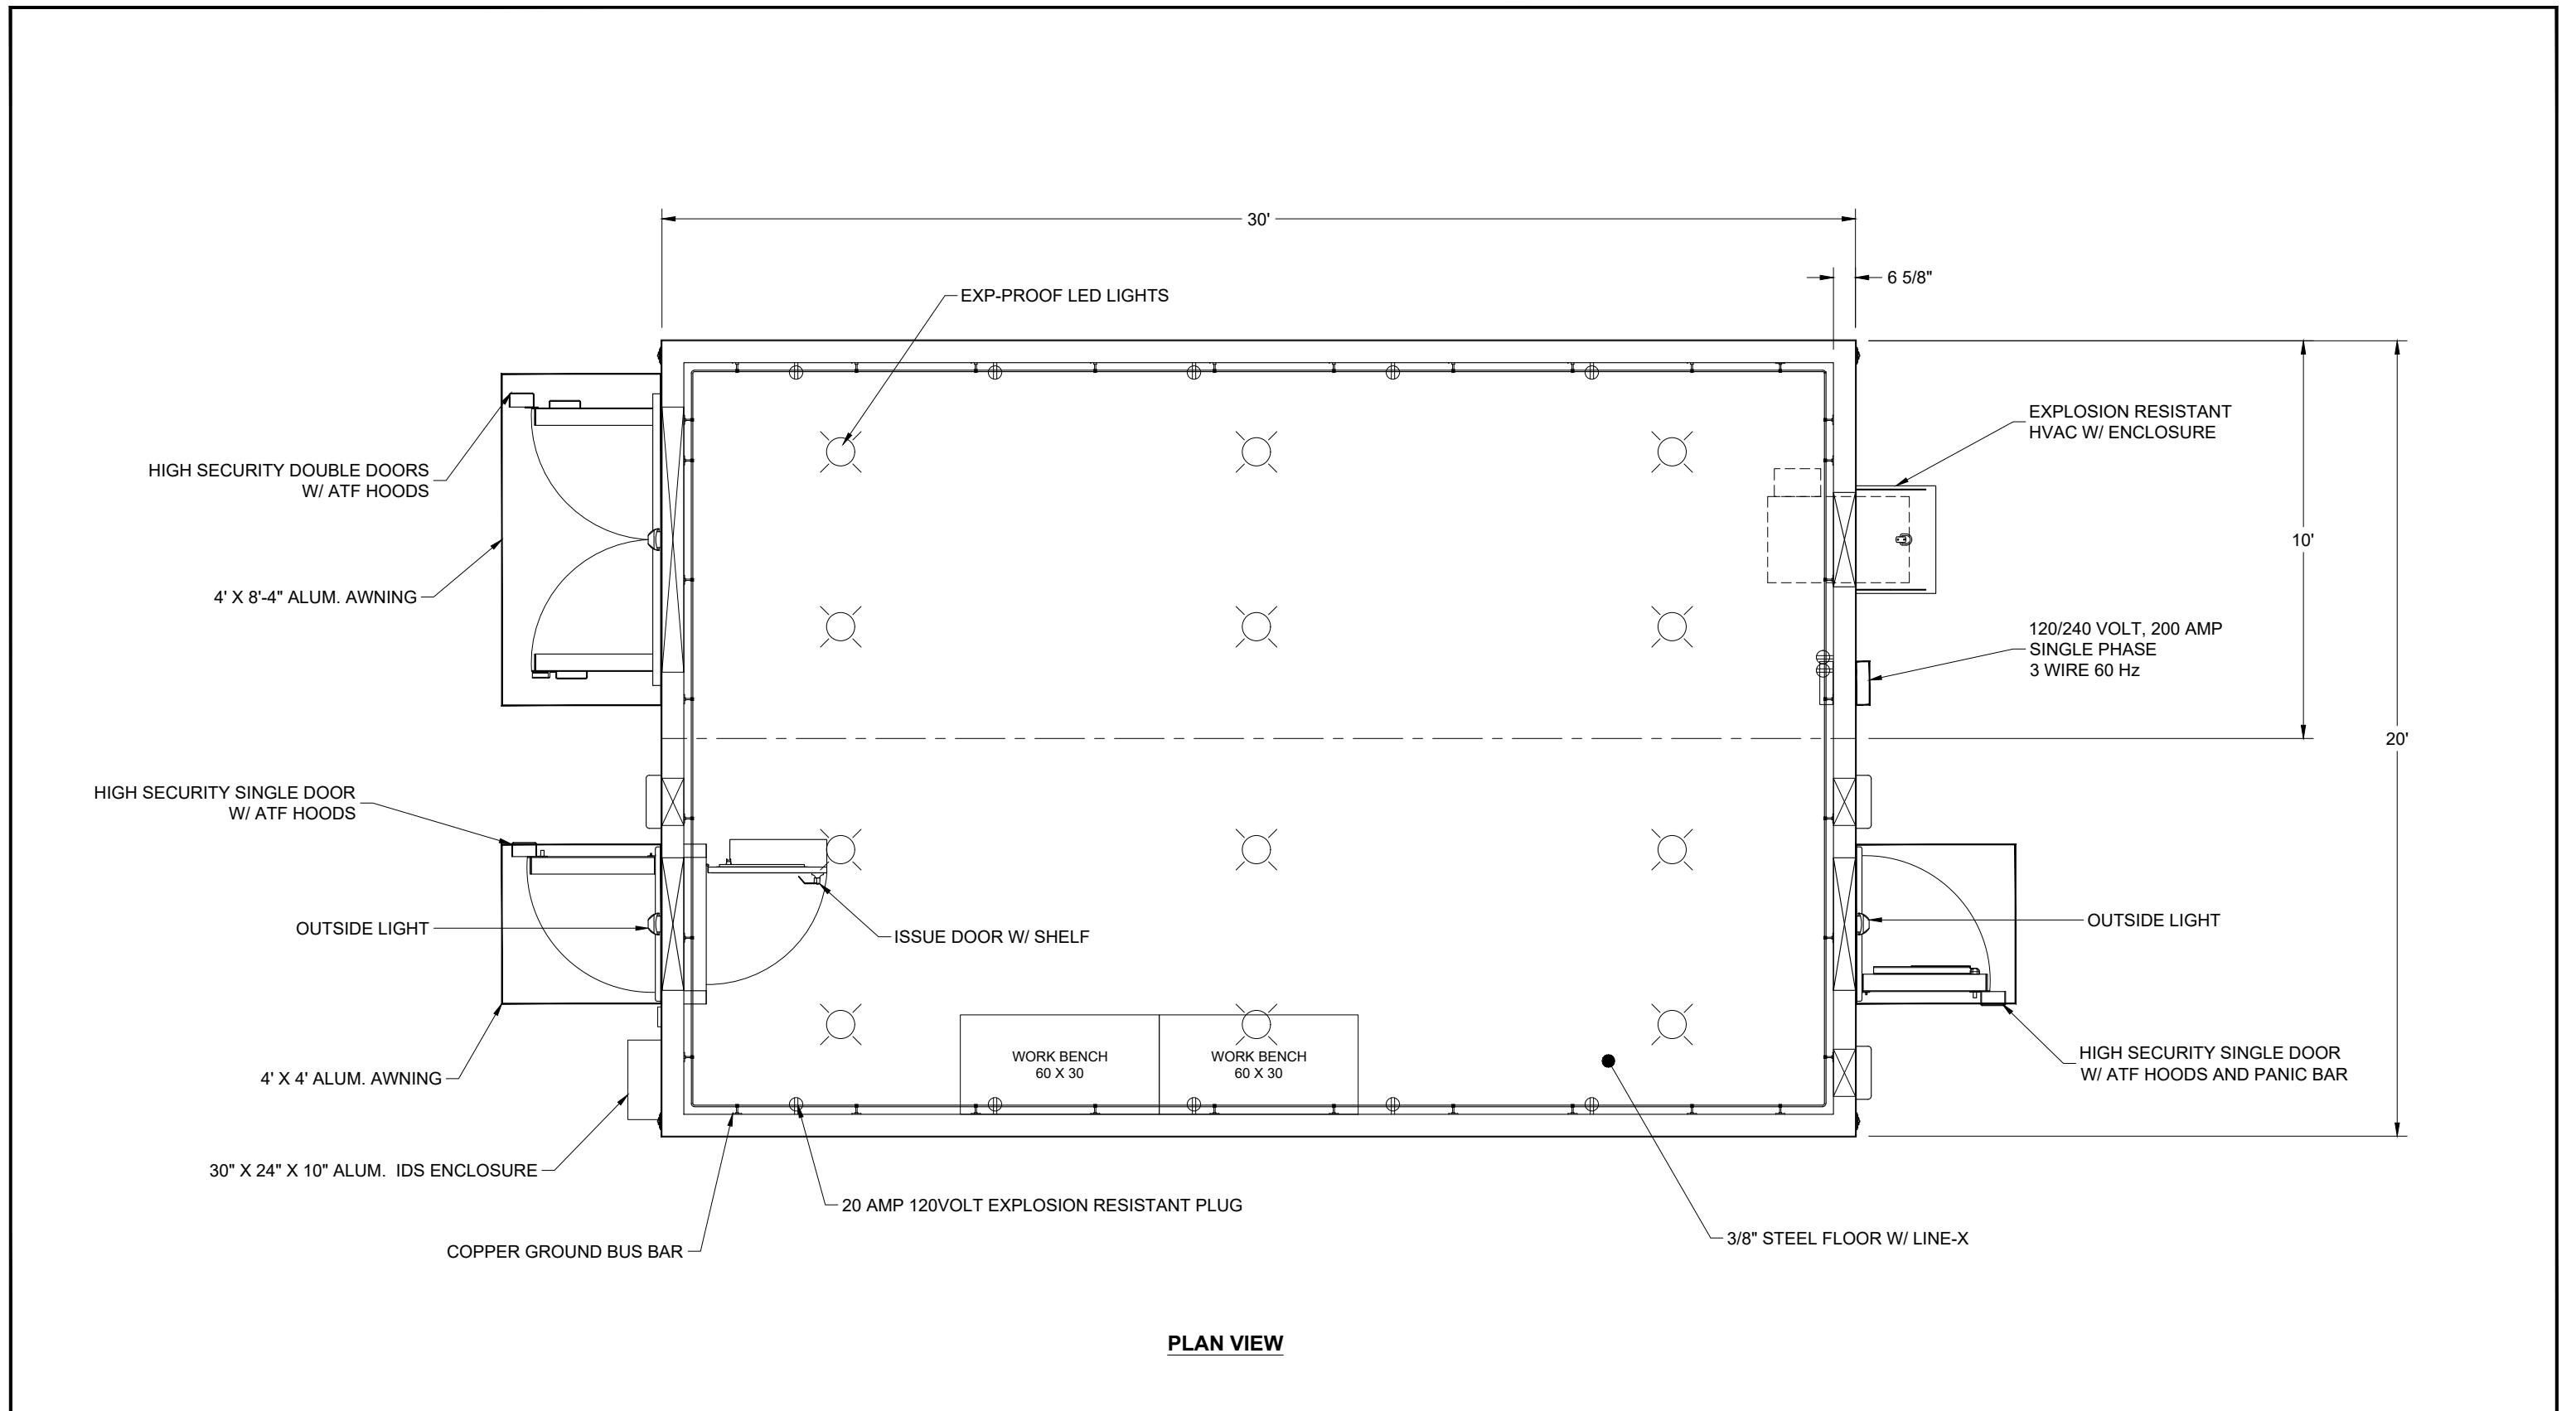 30'
6 5/8"
EXP-PROOF LED LIGHTS
EXPLOSION RESISTANT
HVAC W/ ENCLOSURE
HIGH SECURITY DOUBLE DOORS
W/ ATF HOODS
10'
4' X 8'-4" ALUM. AWNING
120/240 VOLT, 200 AMP
SINGLE PHASE
3 WIRE 60 Hz
20'
HIGH SECURITY SINGLE DOOR
W/ ATF HOODS
OUTSIDE LIGHT
ISSUE DOOR W/ SHELF
OUTSIDE LIGHT
WORK BENCH
60 X 30
WORK BENCH
60 X 30
HIGH SECURITY SINGLE DOOR
W/ ATF HOODS AND PANIC BAR
4' X 4' ALUM. AWNING
30" X 24" X 10" ALUM.  IDS ENCLOSURE
20 AMP 120VOLT EXPLOSION RESISTANT PLUG
3/8" STEEL FLOOR W/ LINE-X
COPPER GROUND BUS BAR
PLAN VIEW